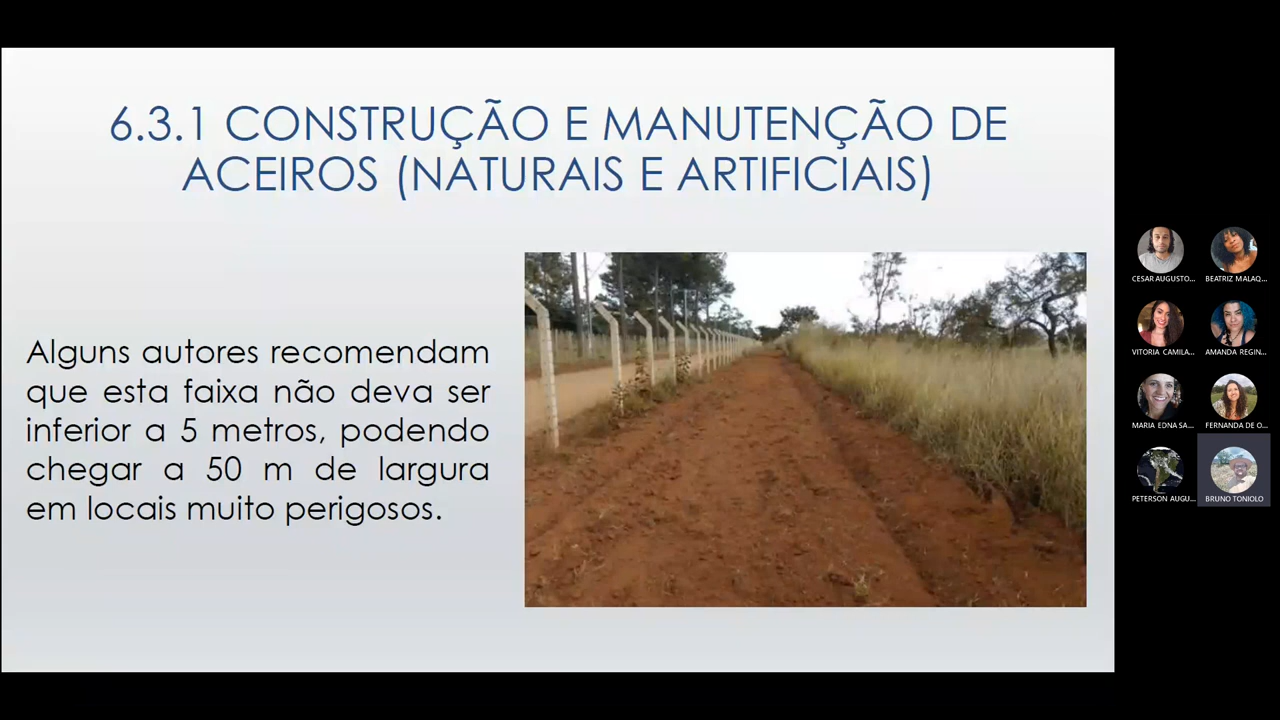 6.3.1 CONSTRUÇÃO E MANUTENÇÃO DE
ACEIROS (NATURAIS E ARTIFICIAIS)
Alguns autores recomendam
que esta faixa não deva ser
inferior a 5 metros, podendo
chegar a 50 m de largura
em locais muito perigosos.
CESAR AUGUSTO...
BEATRIZ MALAQ...
VITORIA CAMILA...
AMANDA REGIN...
MARIA EDNA SA...
FERNANDA DE O...
PETERSON AUGU...
BRUNO TONIOLO